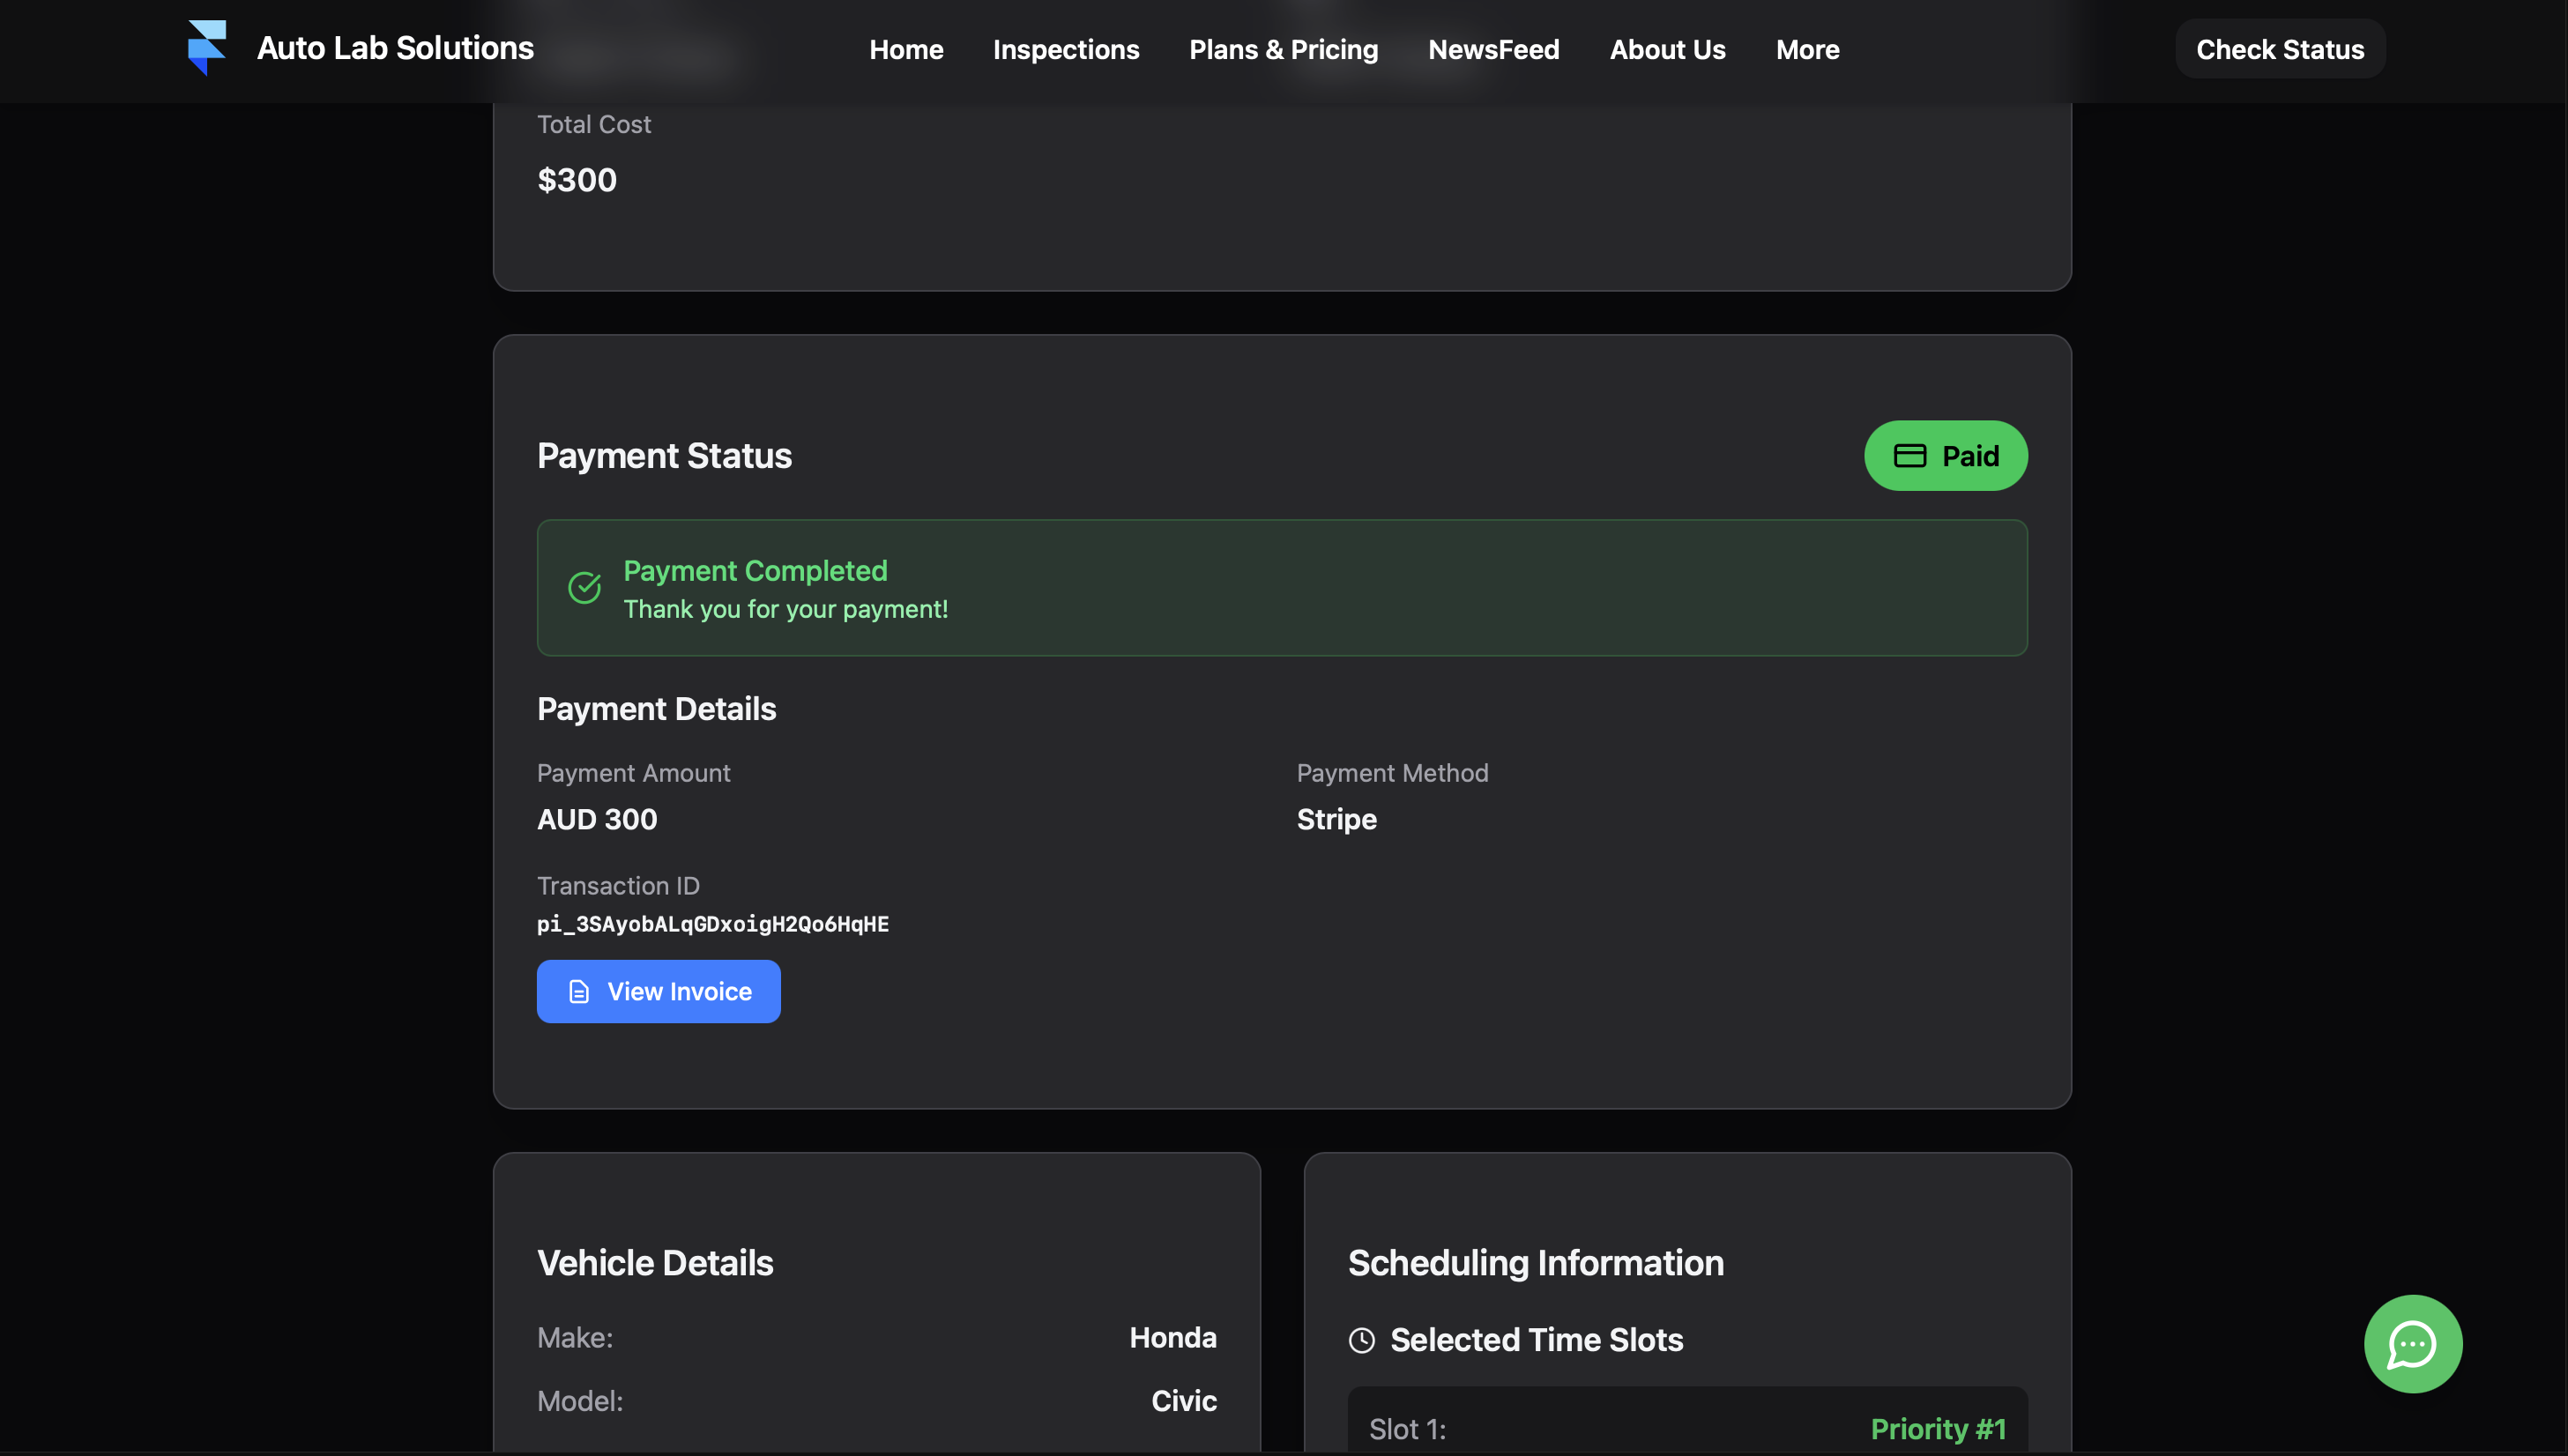 Auto Lab Solutions
Home
Inspections
Plans & Pricing
NewsFeed
About Us
More
Check Status
Total Cost
$300
Payment Status
Paid
Payment Completed
Thank you for your payment!
Payment Details
Payment Amount
AUD 300
Payment Method
Stripe
Transaction ID
pi_3SAyobALqGDxoigH2Qo6HqHE
View Invoice
Vehicle Details
Make:
Honda
Model:
Civic
Scheduling Information
Selected Time Slots
Slot 1:
Priority #1